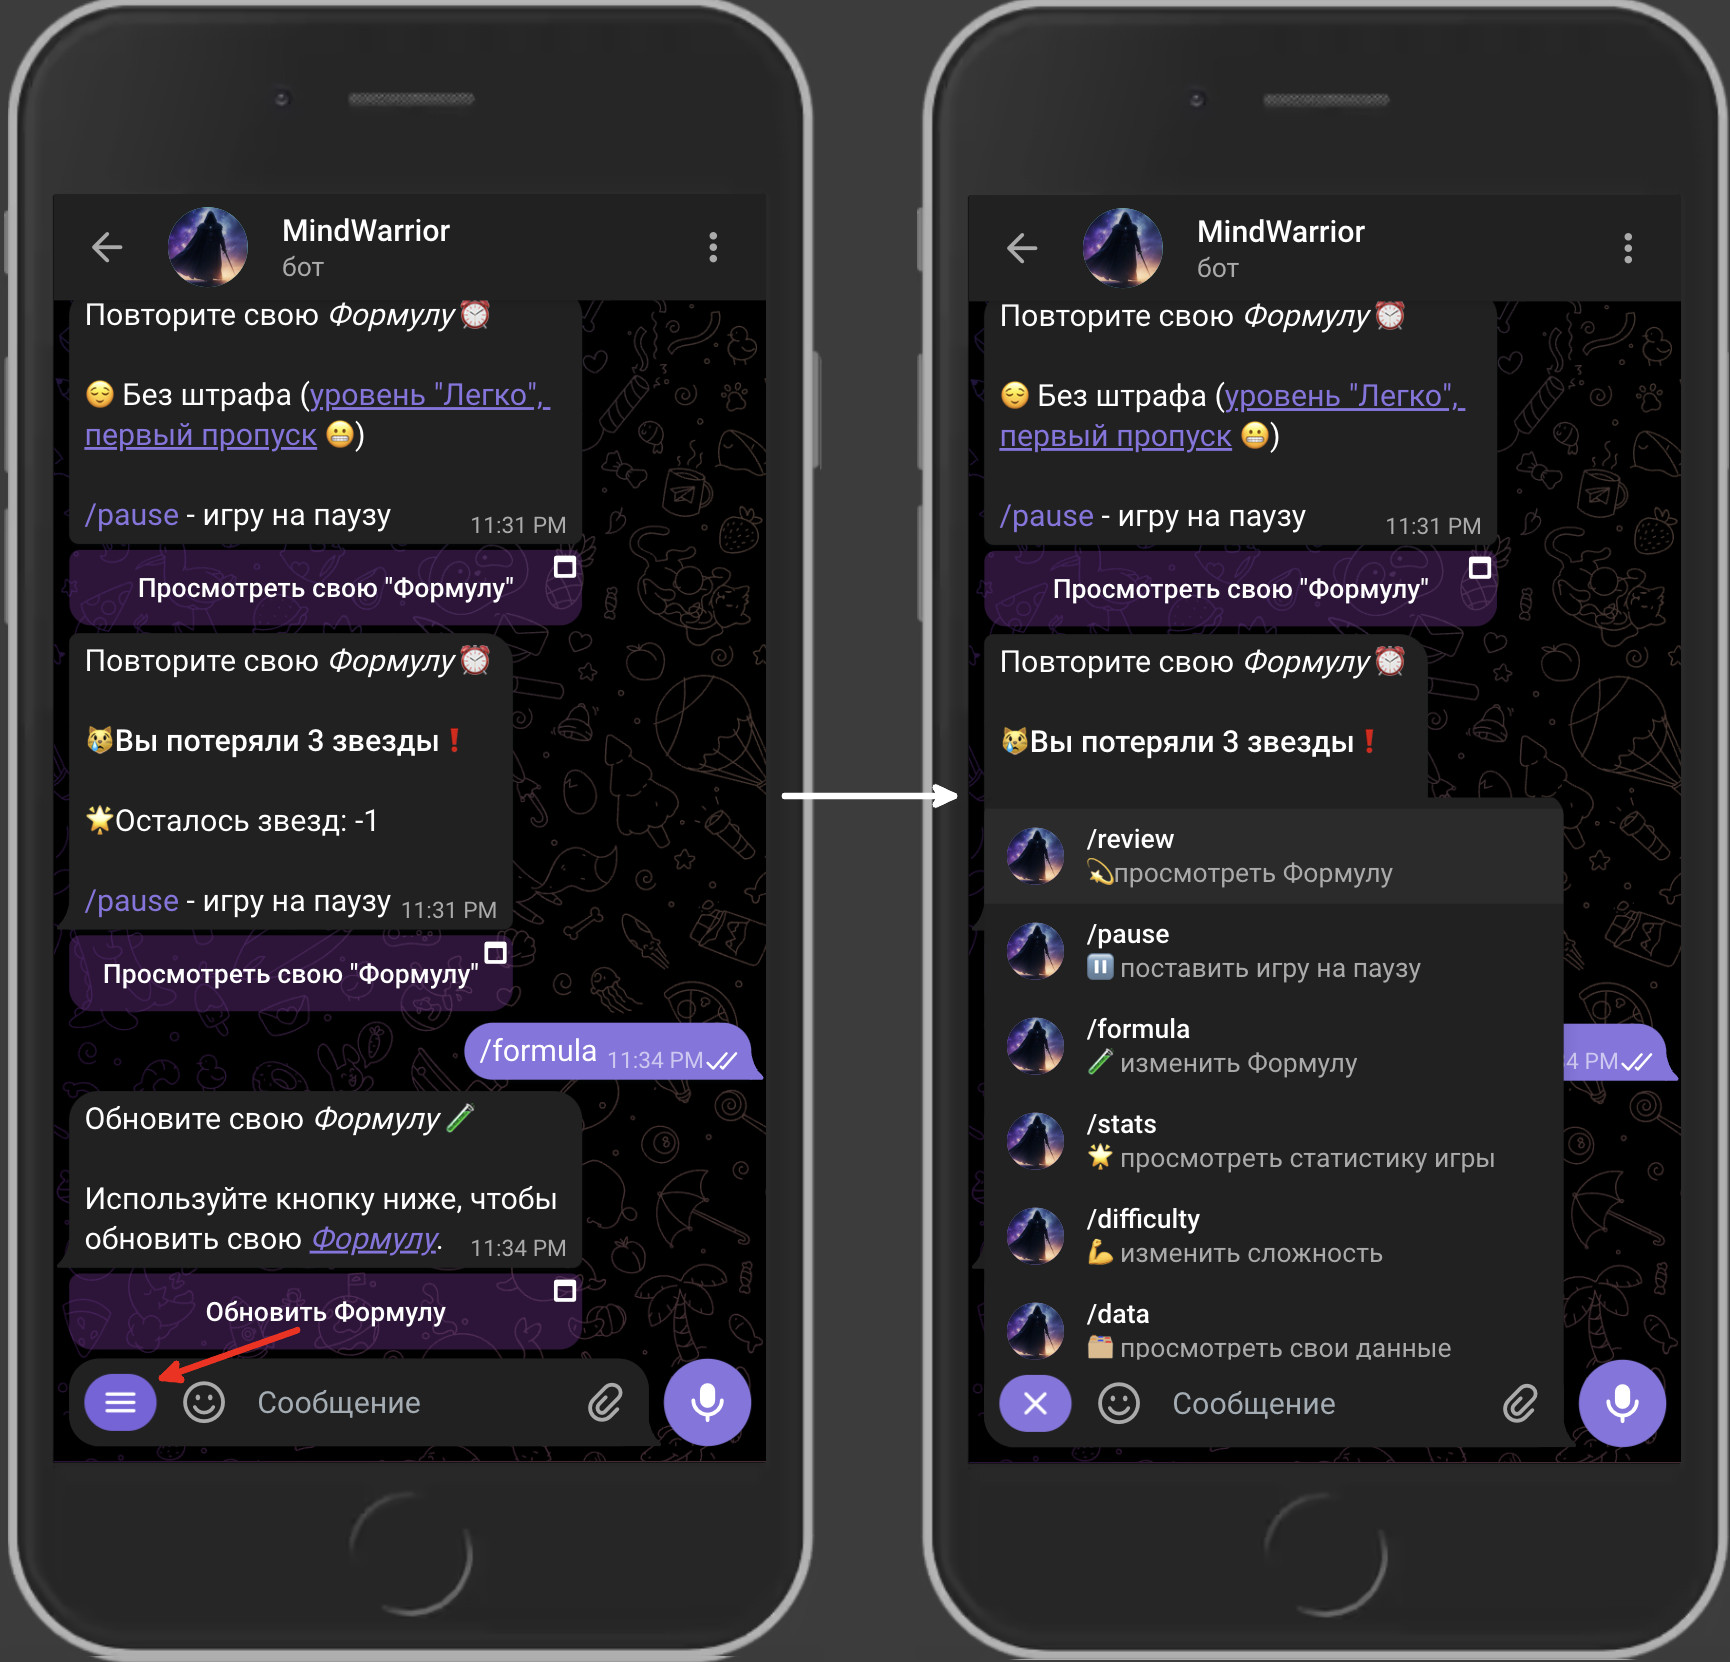 MindWarrior
бот
Повторите свою Формулу⏰
😌 Без штрафа (уровень "Легко",
первый пропуск 😬)
/pause - игру на паузу 11:31 PM
Просмотреть свою "Формулу"
Повторите свою Формулу⏰
😿Вы потеряли 3 звезды❗
🌟Осталось звезд: -1
/pause - игру на паузу 11:31 PM
Просмотреть свою "Формулу"
/formula 11:34 PM
Обновите свою Формулу🧪
Используйте кнопку ниже, чтобы
обновить свою Формулу. 11:34 PM
Обновить Формулу
Сообщение
MindWarrior
бот
Повторите свою Формулу⏰
😌 Без штрафа (уровень "Легко",
первый пропуск 😬)
/pause - игру на паузу 11:31 PM
Просмотреть свою "Формулу"
Повторите свою Формулу⏰
😿Вы потеряли 3 звезды❗
/review
💫просмотреть Формулу
/pause
⏸️ поставить игру на паузу
/formula
🧪 изменить Формулу
4 PM
/stats
🌟 просмотреть статистику игры
/difficulty
💪 изменить сложность
/data
🗂️ просмотреть свои данные
Сообщение